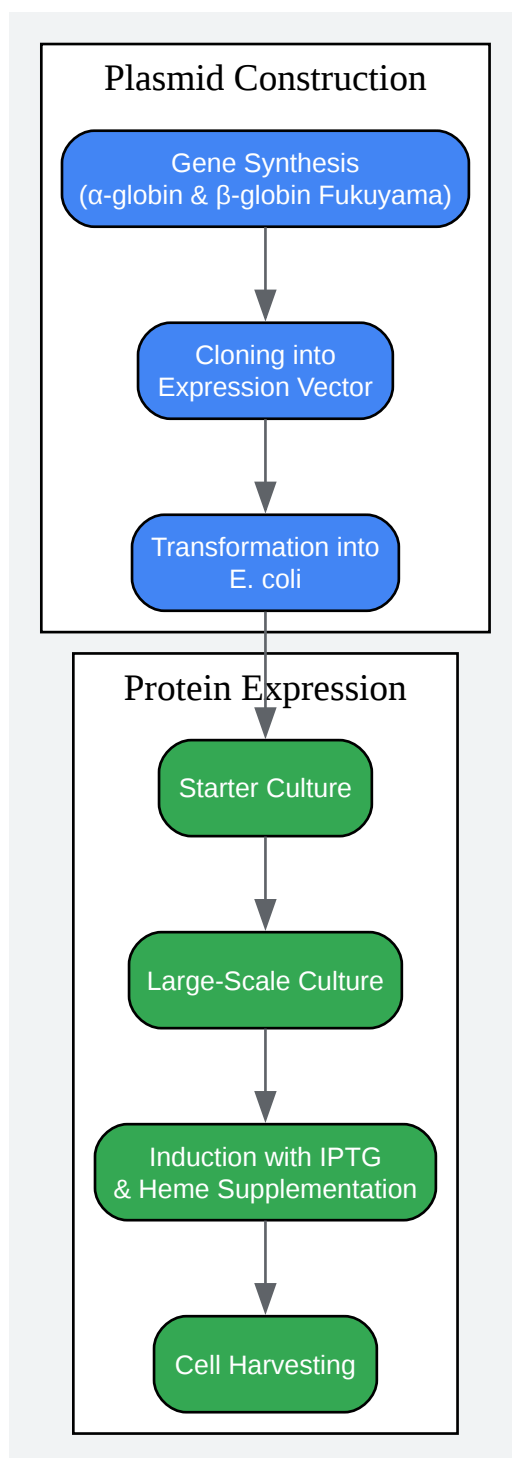 Plasmid Construction
Gene Synthesis
(α-globin & β-globin Fukuyama)
Cloning into
Expression Vector
Transformation into
E. coli
Protein Expression
Starter Culture
Large-Scale Culture
Induction with IPTG
& Heme Supplementation
Cell Harvesting